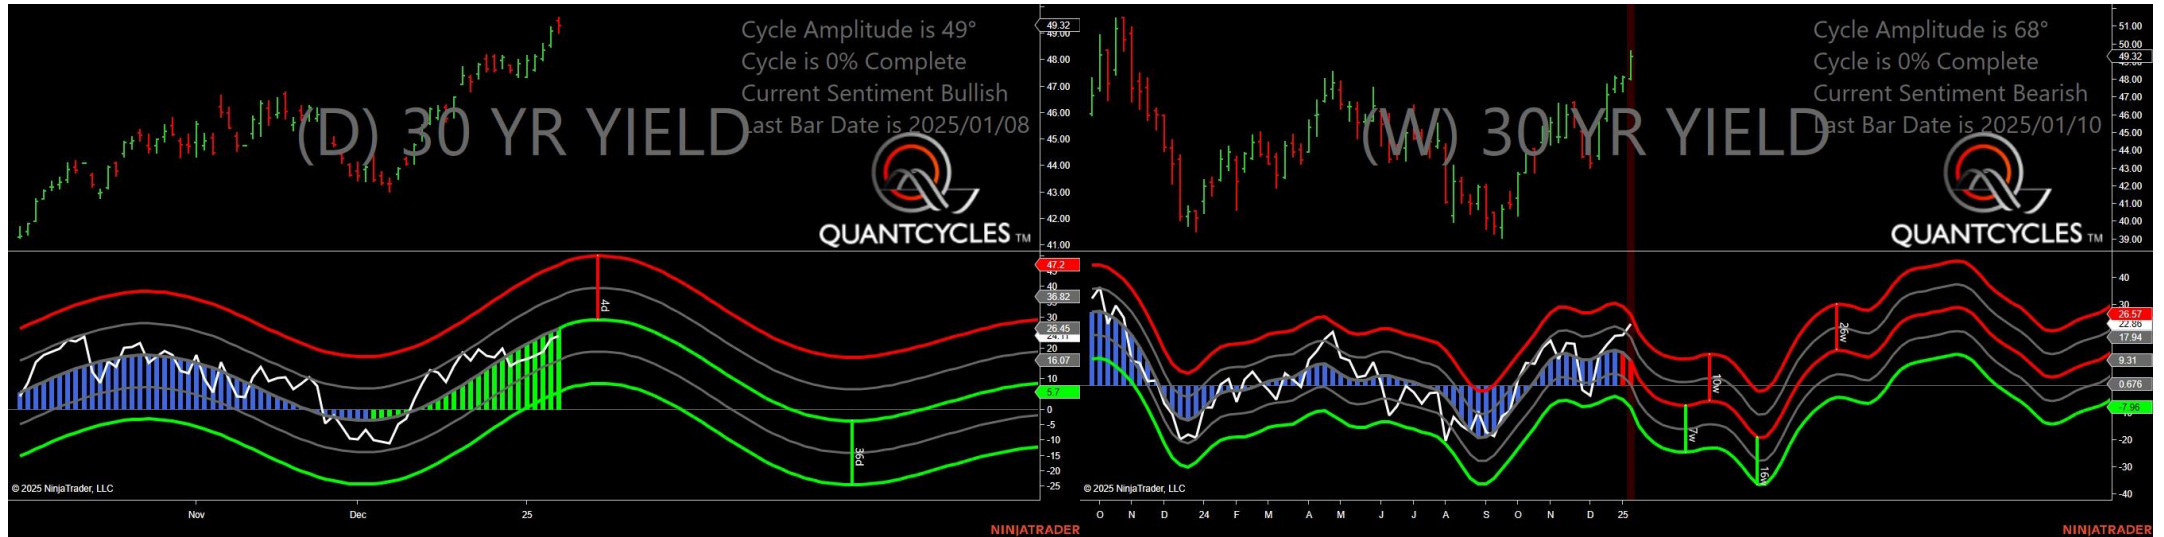 Cycle Amplitude is 49°
Cycle is 0% Complete
Current Sentiment Bullish
Last Bar Date is 2025/01/08
(D) 30 YR YIELD
QUANTCYCLES TM
49.32
49.00
48.00
47.00
46.00
45.00
44.00
43.00
42.00
41.00
47.2
36.82
30
26.45
24.11
20
16.07
10
5.7
0
-5
-10
-15
-20
-25
4d
36d
© 2025 NinjaTrader, LLC
Nov Dec 25
NINJATRADER
Cycle Amplitude is 68°
Cycle is 0% Complete
Current Sentiment Bearish
Last Bar Date is 2025/01/10
(W) 30 YR YIELD
QUANTCYCLES TM
51.00
50.00
49.32
48.00
47.00
46.00
45.00
44.00
43.00
42.00
41.00
40.00
39.00
40
30
26.57
22.86
17.94
9.31
0.676
-7.96
-20
-30
-40
7w
10w
16w
26w
© 2025 NinjaTrader, LLC
O N D 24 F M A M J J A S O N D 25
NINJATRADER